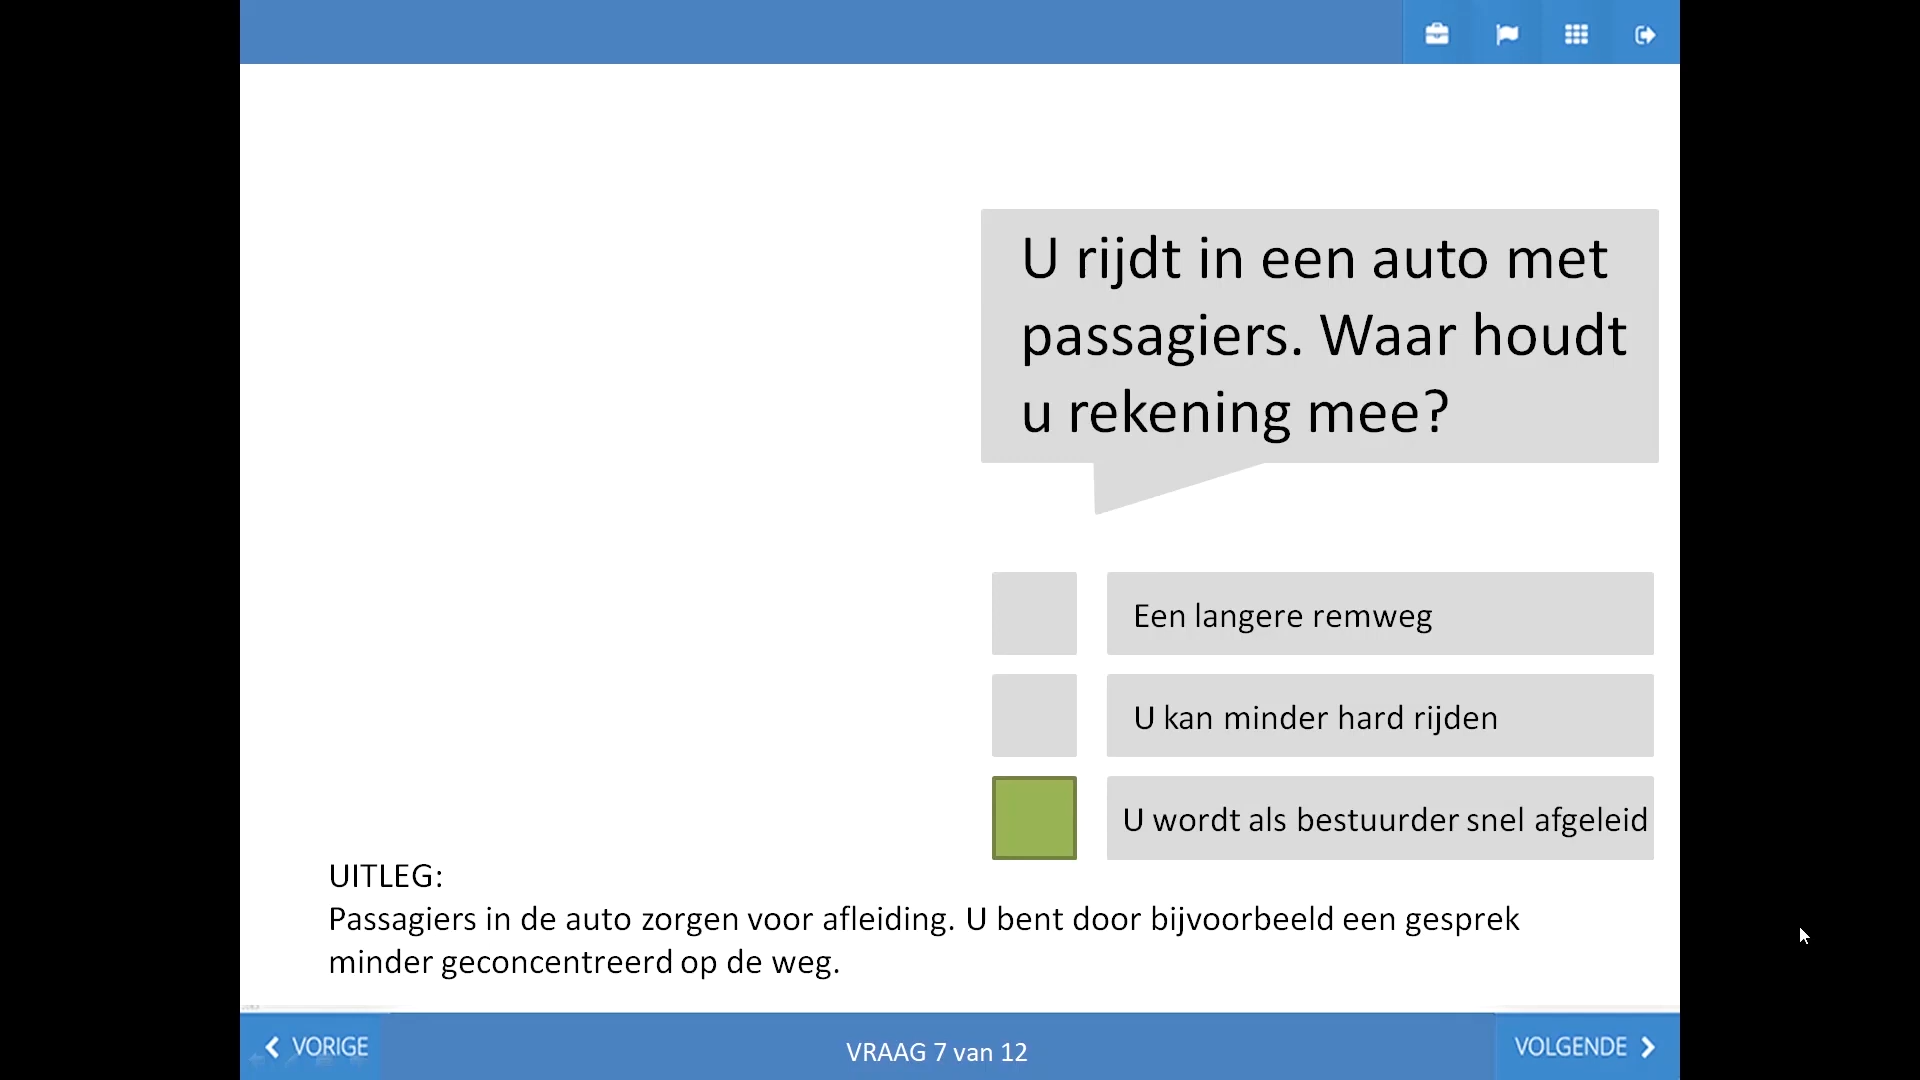 U rijdt in een auto met
passagiers. Waar houdt
u rekening mee?
Een langere remweg
U kan minder hard rijden
U wordt als bestuurder snel afgeleid
UITLEG:
Passagiers in de auto zorgen voor afleiding. U bent door bijvoorbeeld een gesprek
minder geconcentreerd op de weg.
VORIGE
VRAAG 7 van 12
VOLGENDE